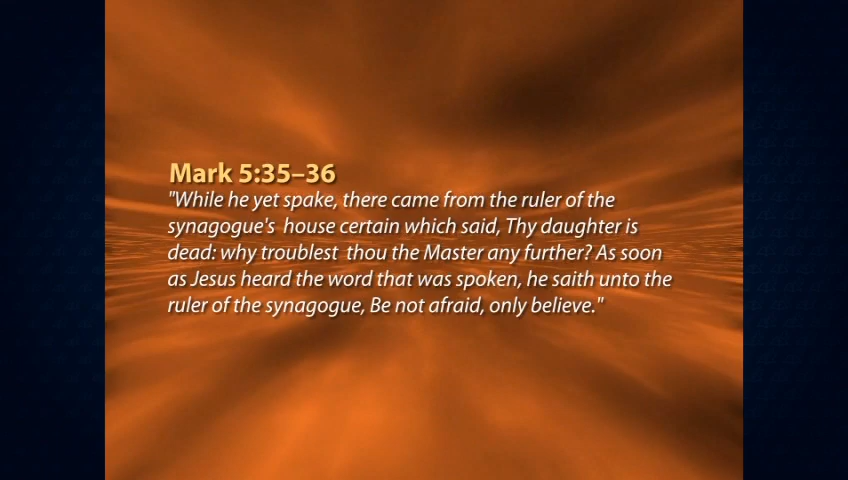 Mark 5:35–36
"While he yet spake, there came from the ruler of the
synagogue's house certain which said, Thy daughter is
dead: why troublest thou the Master any further? As soon
as Jesus heard the word that was spoken, he saith unto the
ruler of the synagogue, Be not afraid, only believe."